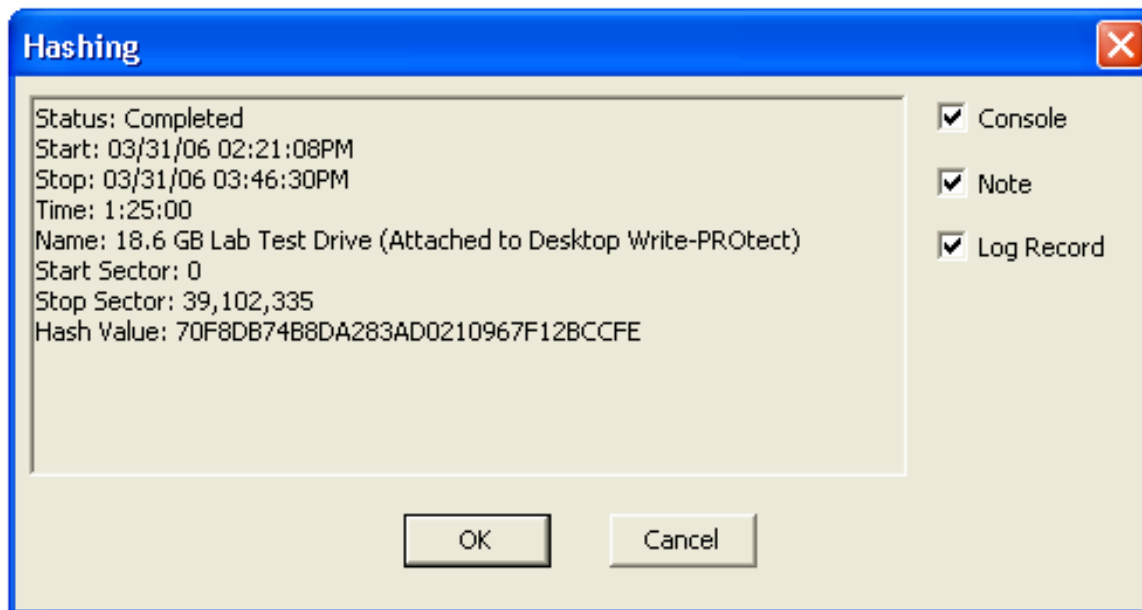 Hashing
Status: Completed
Start: 03/31/06 02:21:08PM
Stop: 03/31/06 03:46:30PM
Time: 1:25:00
Name: 18.6 GB Lab Test Drive (Attached to Desktop Write-PROtect)
Start Sector: 0
Stop Sector: 39,102,335
Hash Value: 70F8DB74B8DA283AD0210967F12BCCFE
Console
Note
Log Record
OK
Cancel